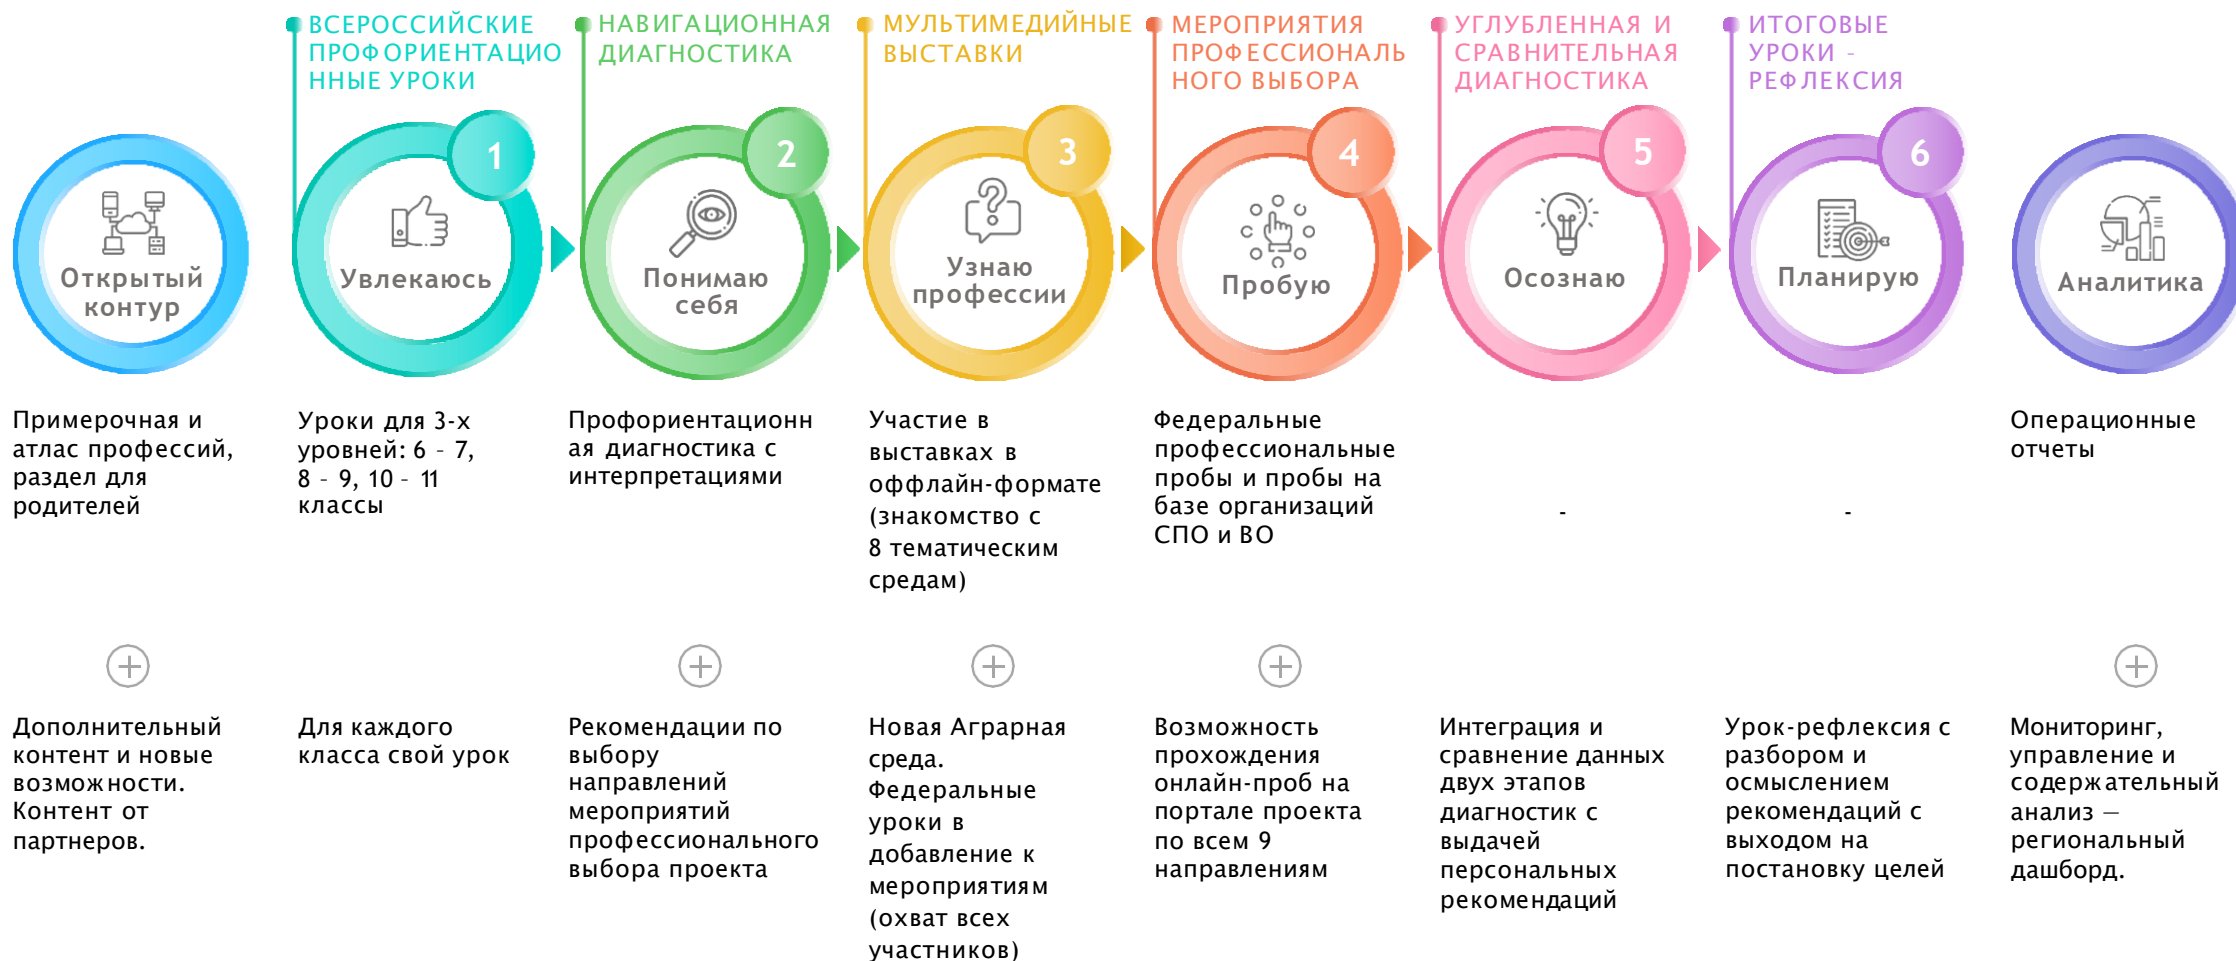 ВСЕРОССИЙСКИЕ
ПРОФОРИЕНТАЦИО
ННЫЕ УРОКИ
НАВИГАЦИОННАЯ
ДИАГНОСТИКА
МУЛЬТИМЕДИЙНЫЕ
ВЫСТАВКИ
МЕРОПРИЯТИЯ
ПРОФЕССИОНАЛЬ
НОГО ВЫБОРА
УГЛУБЛЕННАЯ И
СРАВНИТЕЛЬНАЯ
ДИАГНОСТИКА
ИТОГОВЫЕ
УРОКИ -
РЕФЛЕКСИЯ
Открытый
контур
1
Увлекаюсь
2
Понимаю
себя
3
Узнаю
профессии
4
Пробую
5
Осознаю
6
Планирую
Аналитика
Примерочная и
атлас профессий,
раздел для
родителей
Уроки для 3-х
уровней: 6 - 7,
8 - 9, 10 - 11
классы
Профориентационн
ая диагностика с
интерпретациями
Участие в
выставках в
оффлайн-формате
(знакомство с
8 тематическим
средам)
Федеральные
профессиональные
пробы и пробы на
базе организаций
СПО и ВО
-
-
Операционные
отчеты
Дополнительный
контент и новые
возможности.
Контент от
партнеров.
Для каждого
класса свой урок
Рекомендации по
выбору
направлений
мероприятий
профессионального
выбора проекта
Новая Аграрная
среда.
Федеральные
уроки в
добавление к
мероприятиям
(охват всех
участников)
Возможность
прохождения
онлайн-проб на
портале проекта
по всем 9
направлениям
Интеграция и
сравнение данных
двух этапов
диагностик с
выдачей
персональных
рекомендаций
Урок-рефлексия с
разбором и
осмыслением
рекомендаций с
выходом на
постановку целей
Мониторинг,
управление и
содержательный
анализ —
региональный
дашборд.